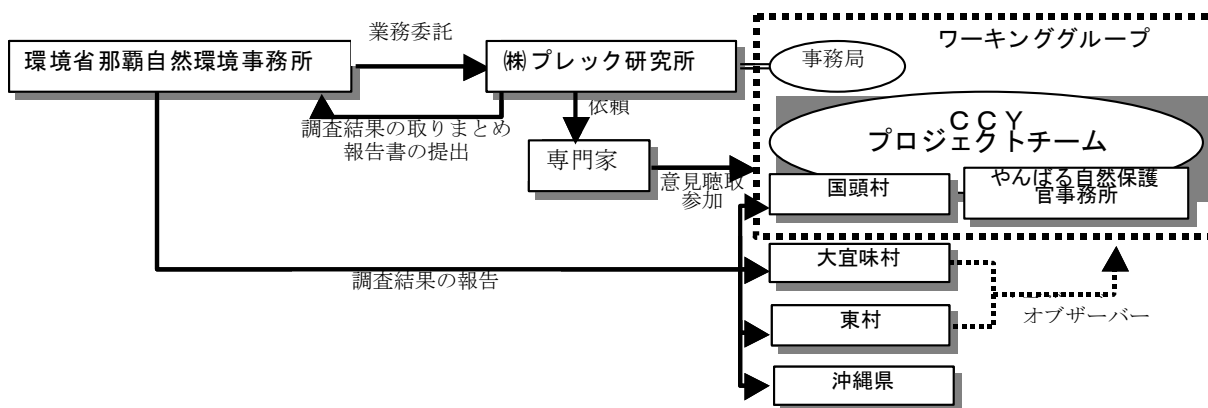 ワーキンググループ
業務委託
環境省那覇自然環境事務所
㈱プレック研究所
事務局
依頼
調査結果の取りまとめ
報告書の提出
CCY
プロジェクトチーム
専門家
意見聴取
参加
国頭村
やんばる自然保護
官事務所
大宜味村
調査結果の報告
オブザーバー
東村
沖縄県